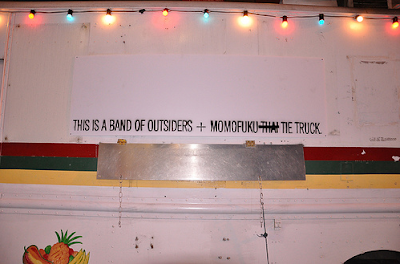 THIS IS A BAND OF OUTSIDERS + MOMOFUKU THAI TIE TRUCK.